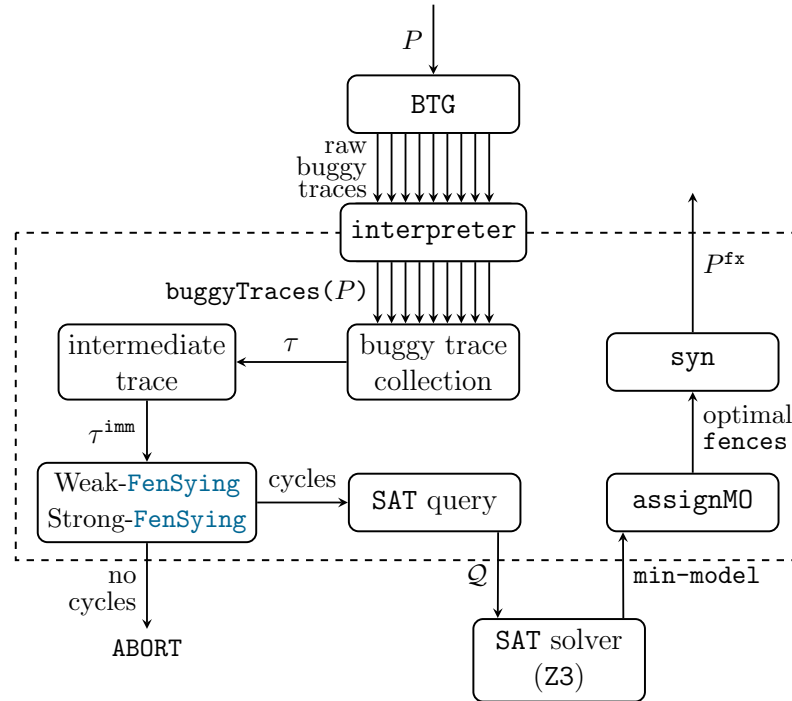 P
BTG
raw
buggy
traces
interpreter
buggyTraces(P)
P^fx
intermediate
trace
τ
buggy trace
collection
syn
τ^imm
optimal
fences
Weak-FenSying
Strong-FenSying
cycles
SAT query
assignMO
no
cycles
𝒬
min-model
ABORT
SAT solver
(Z3)